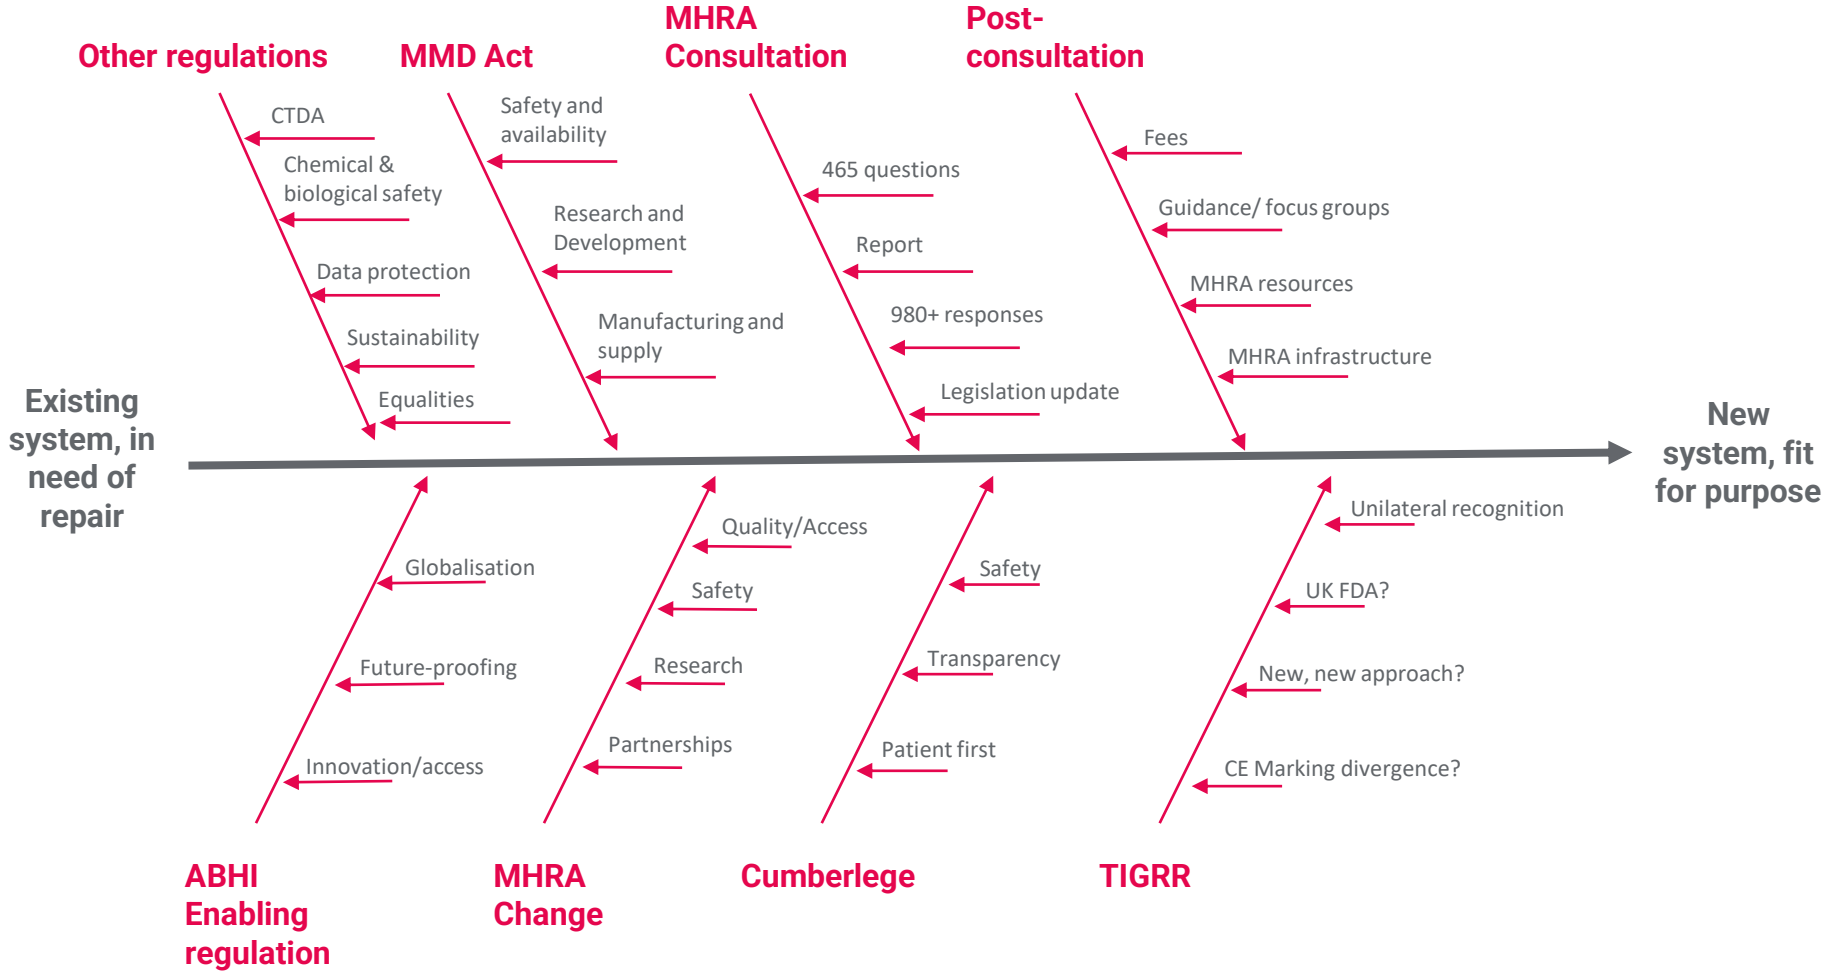 Other regulations
MMD Act
MHRA
Consultation
Post-
consultation
CTDA
Chemical &
biological safety
Data protection
Sustainability
Equalities
Safety and
availability
Research and
Development
Manufacturing and
supply
465 questions
Report
980+ responses
Legislation update
Fees
Guidance/ focus groups
MHRA resources
MHRA infrastructure
Existing
system, in
need of
repair
New
system, fit
for purpose
Globalisation
Future-proofing
Innovation/access
Quality/Access
Safety
Research
Partnerships
Safety
Transparency
Patient first
Unilateral recognition
UK FDA?
New, new approach?
CE Marking divergence?
ABHI
Enabling
regulation
MHRA
Change
Cumberlege
TIGRR